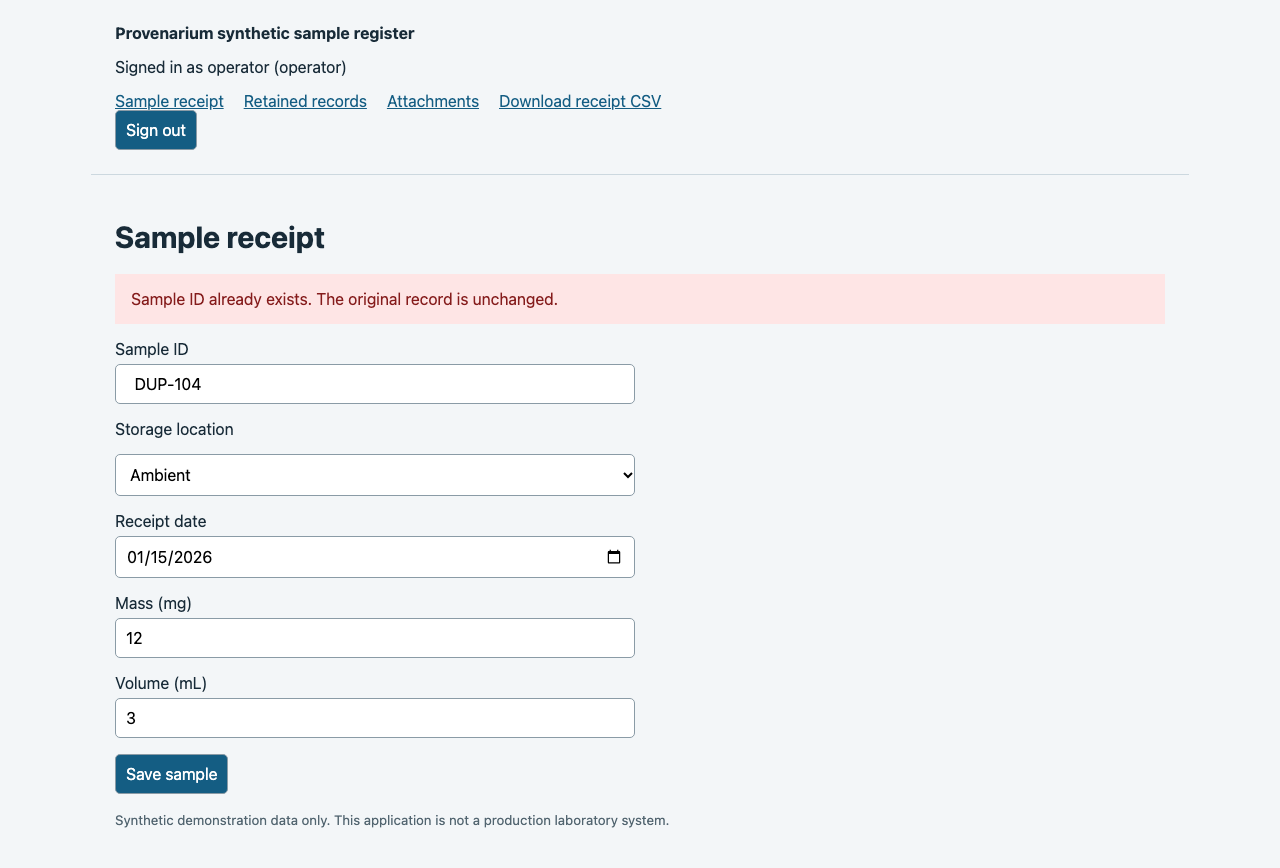 Provenarium synthetic sample register
Signed in as operator (operator)
Sample receipt Retained records Attachments Download receipt CSV
Sign out
Sample receipt
Sample ID already exists. The original record is unchanged.
Sample ID
DUP-104
Storage location
Ambient
Receipt date
01/15/2026
Mass (mg)
12
Volume (mL)
3
Save sample
Synthetic demonstration data only. This application is not a production laboratory system.